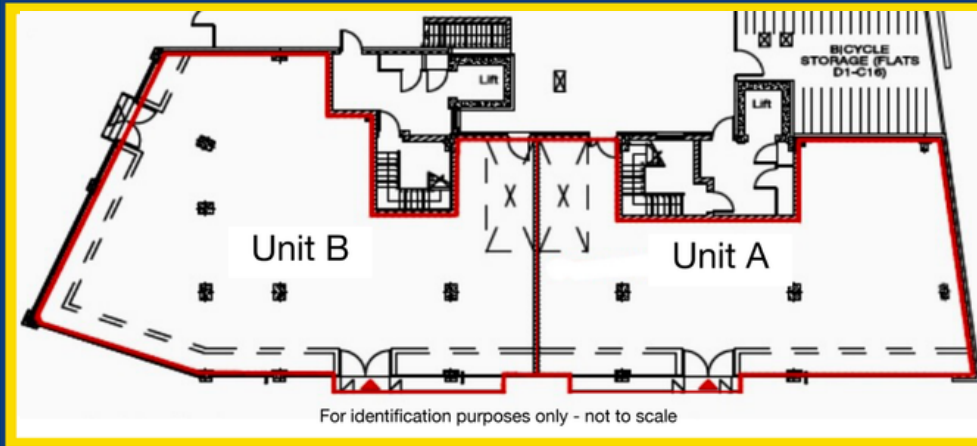 BICYCLE
STORAGE (FLATS
D1-C16)
Lift
Lift
Unit B
Unit A
For identification purposes only - not to scale